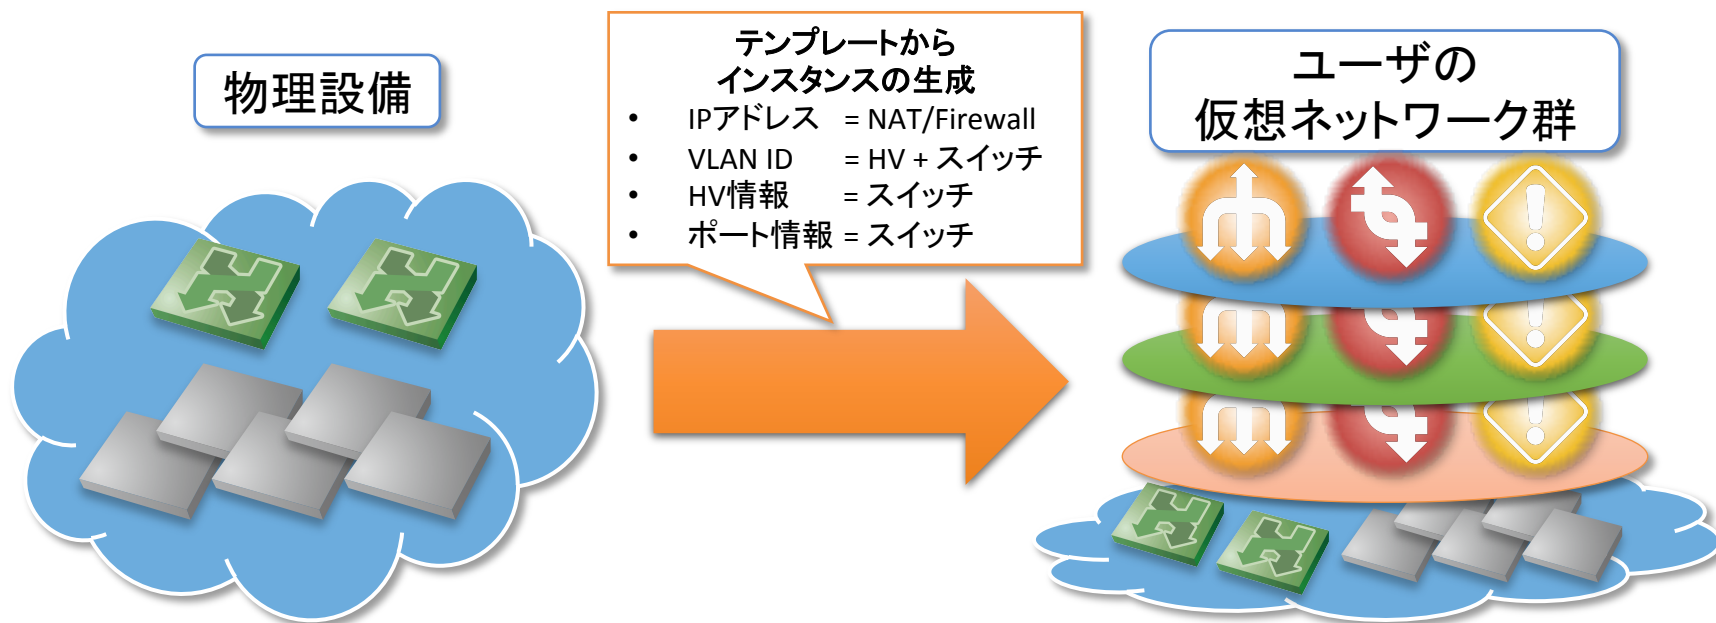 物理設備
テンプレートから
インスタンスの生成
• IPアドレス = NAT/Firewall
• VLAN ID = HV + スイッチ
• HV情報 = スイッチ
• ポート情報 = スイッチ
ユーザの
仮想ネットワーク群